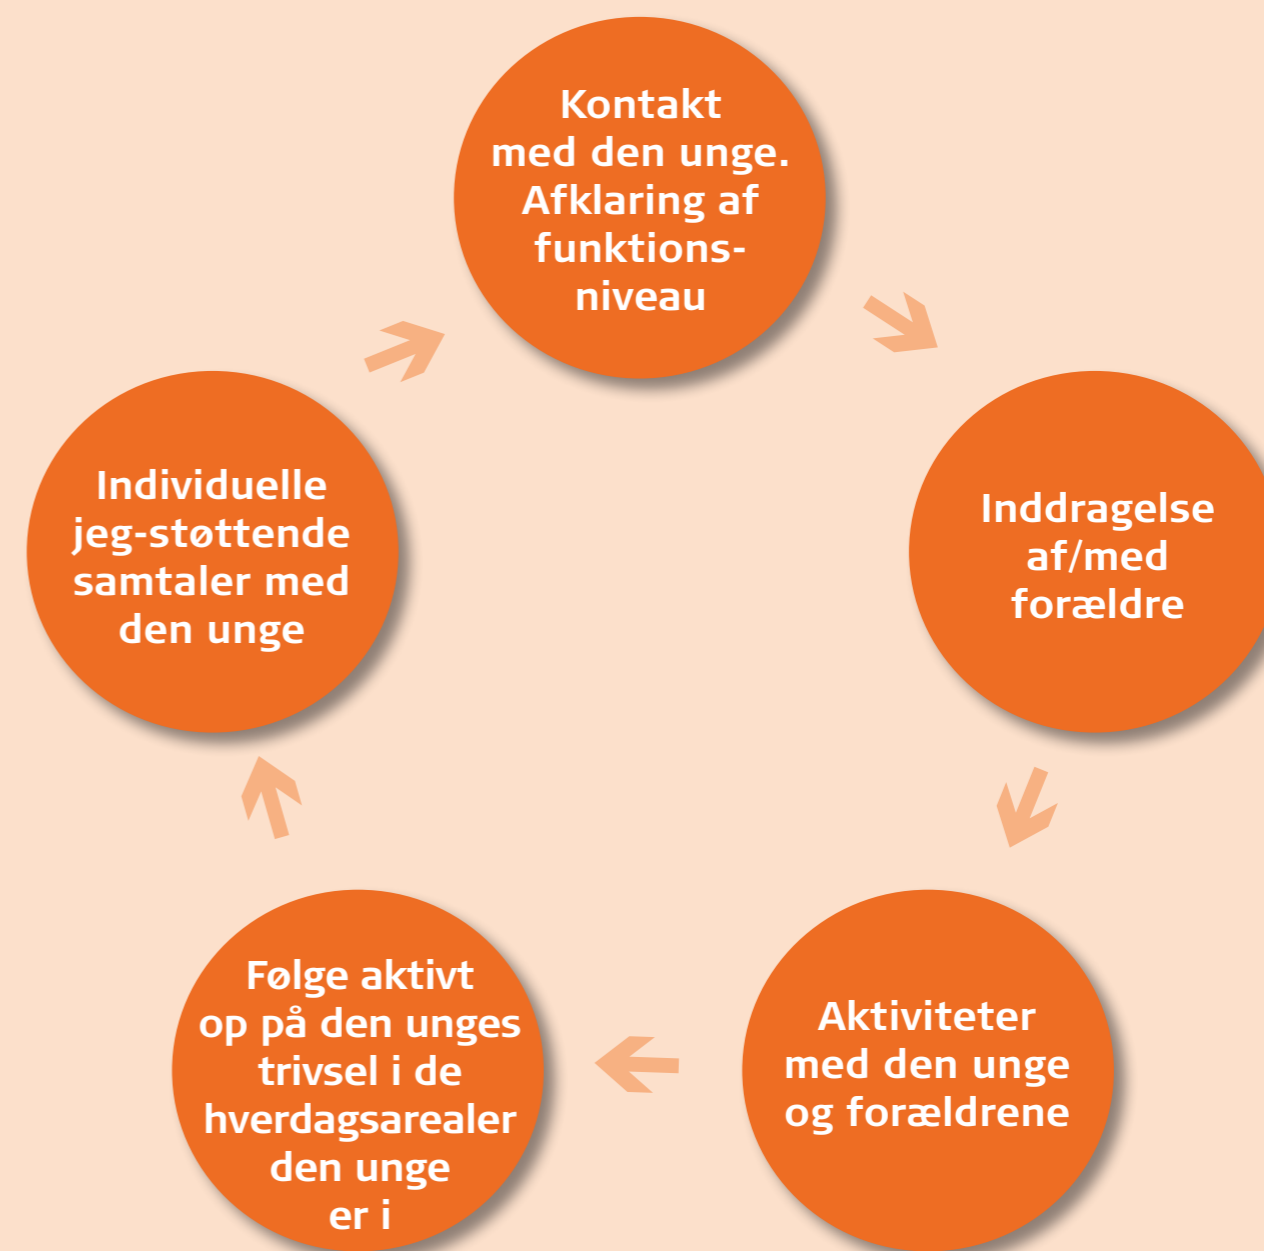 Kontakt
med den unge.
Afklaring af
funktions-
niveau
Inddragelse
af/med
forældre
Aktiviteter
med den unge
og forældrene
Følge aktivt
op på den unges
trivsel i de
hverdagsarealer
den unge
er i
Individuelle
jeg-støttende
samtaler med
den unge